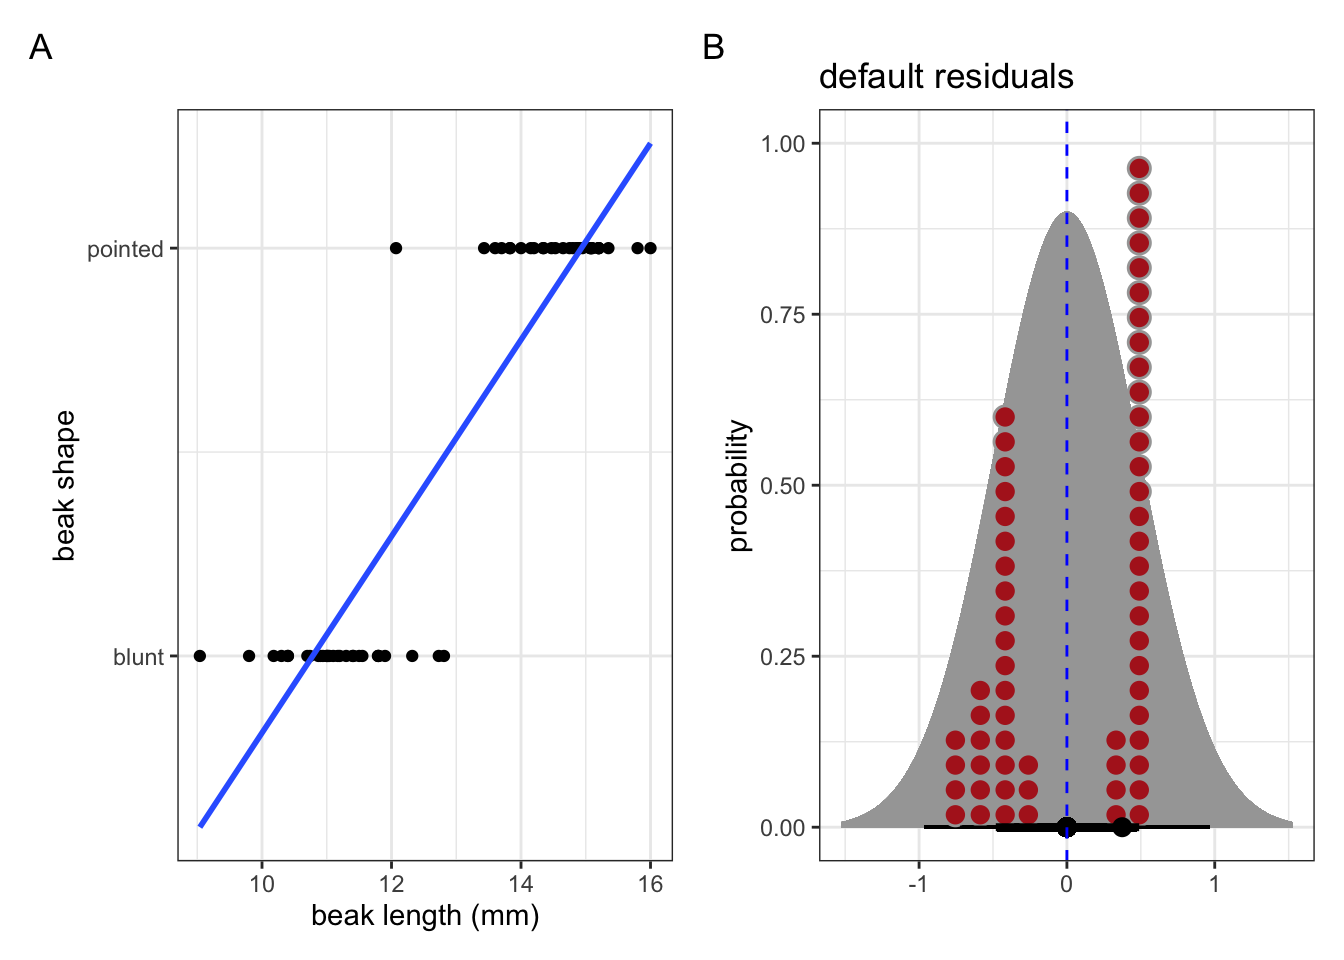 A
beak shape
pointed
blunt
10 12 14 16
beak length (mm)
B
default residuals
probability
1.00
0.75
0.50
0.25
0.00
-1 0 1